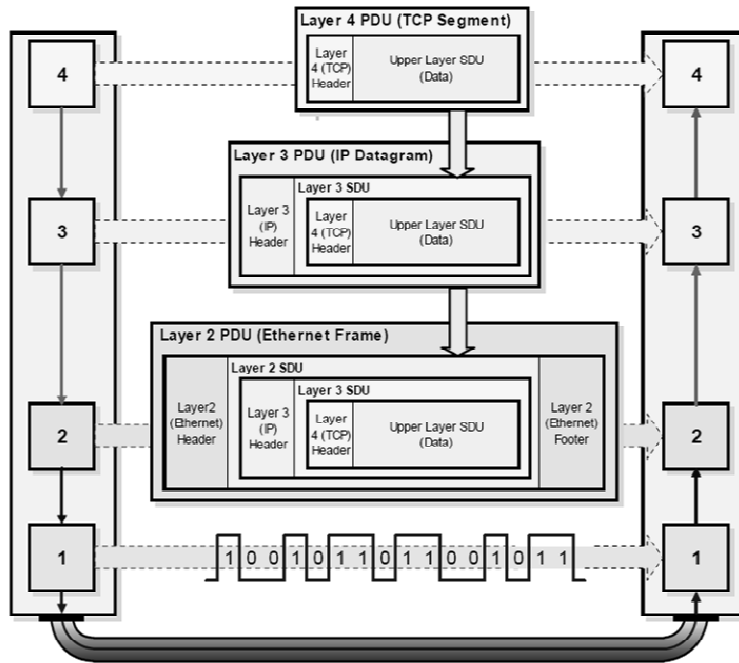 Layer 4 PDU (TCP Segment)
4
Layer
4 (TCP)
Header
Upper Layer SDU
(Data)
4
Layer 3 PDU (IP Datagram)
Layer 3 SDU
3
Layer 3
(IP)
Header
Layer
4 (TCP)
Header
Upper Layer SDU
(Data)
3
Layer 2 PDU (Ethernet Frame)
Layer 2 SDU
Layer 3 SDU
2
Layer2
(Ethernet)
Header
Layer 3
(IP)
Header
Layer
4 (TCP)
Header
Upper Layer SDU
(Data)
Layer 2
(Ethernet)
Footer
2
1
1 0 0 1 0 1 1 0 1 1 0 0 1 0 1 1
1